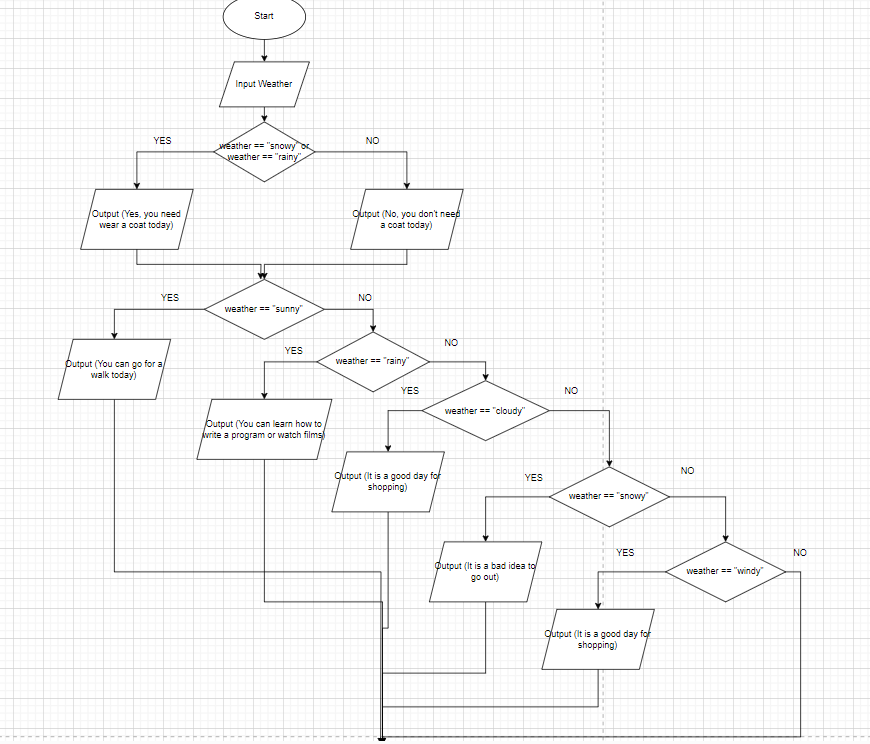 Start
Input Weather
YES
NO
weather == "snowy" or
weather == "rainy"
Output (Yes, you need
wear a coat today)
Output (No, you don't need
a coat today)
YES
NO
weather == "sunny"
NO
YES
weather == "rainy"
Output (You can go for a
walk today)
YES
NO
weather == "cloudy"
Output (You can learn how to
write a program or watch films)
NO
YES
Output (It is a good day for
shopping)
weather == "snowy"
YES
NO
Output (It is a bad idea to
go out)
weather == "windy"
Output (It is a good day for
shopping)